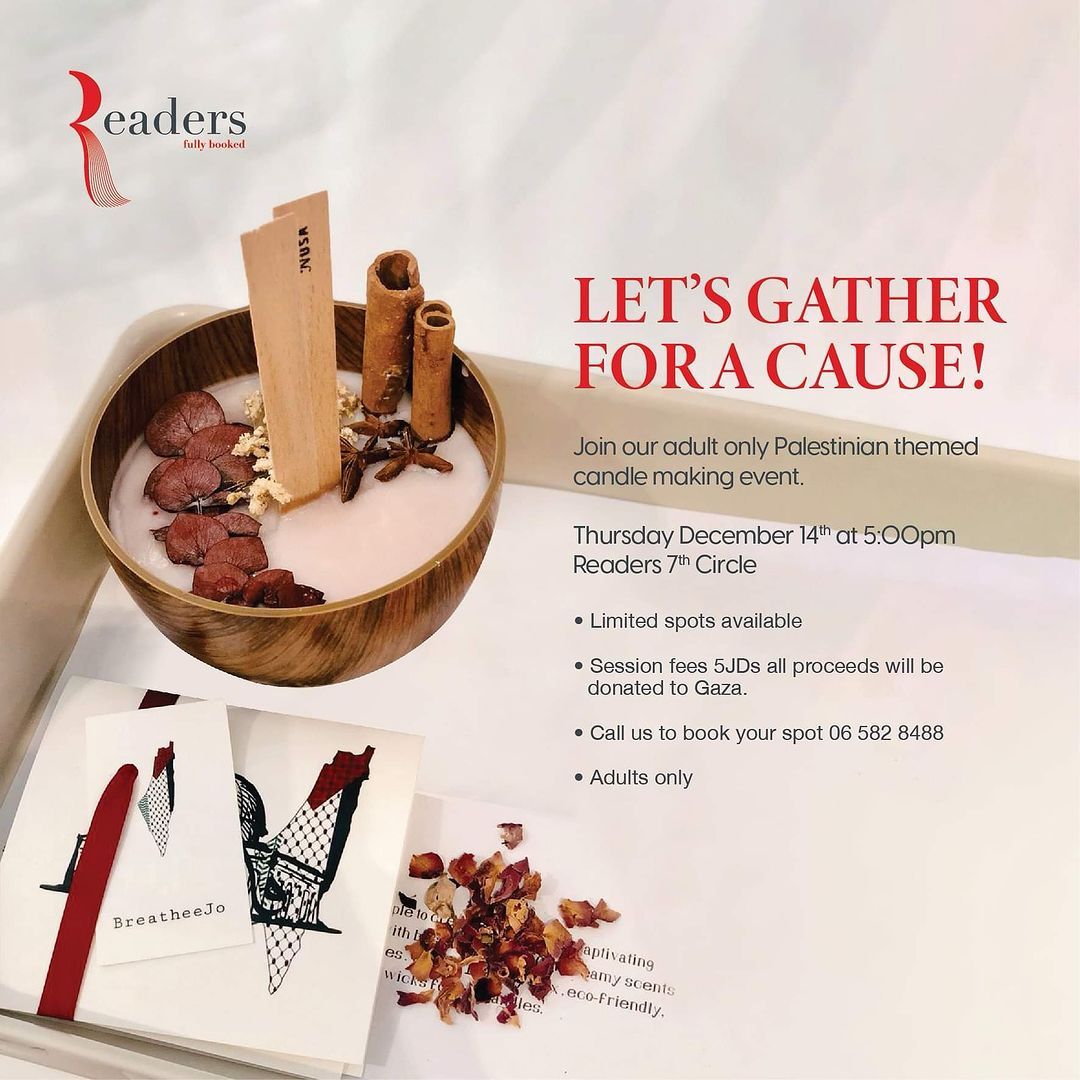 Readers
fully booked
NUSA
LET'S GATHER
FOR A CAUSE!
Join our adult only Palestinian themed
candle making event.
Thursday December 14th at 5:00pm
Readers 7th Circle
• Limited spots available
• Session fees 5JDs all proceeds will be
donated to Gaza.
• Call us to book your spot 06 582 8488
• Adults only
BreatheeJo
aptivating
amy scents
wicks
.eco-friendly,